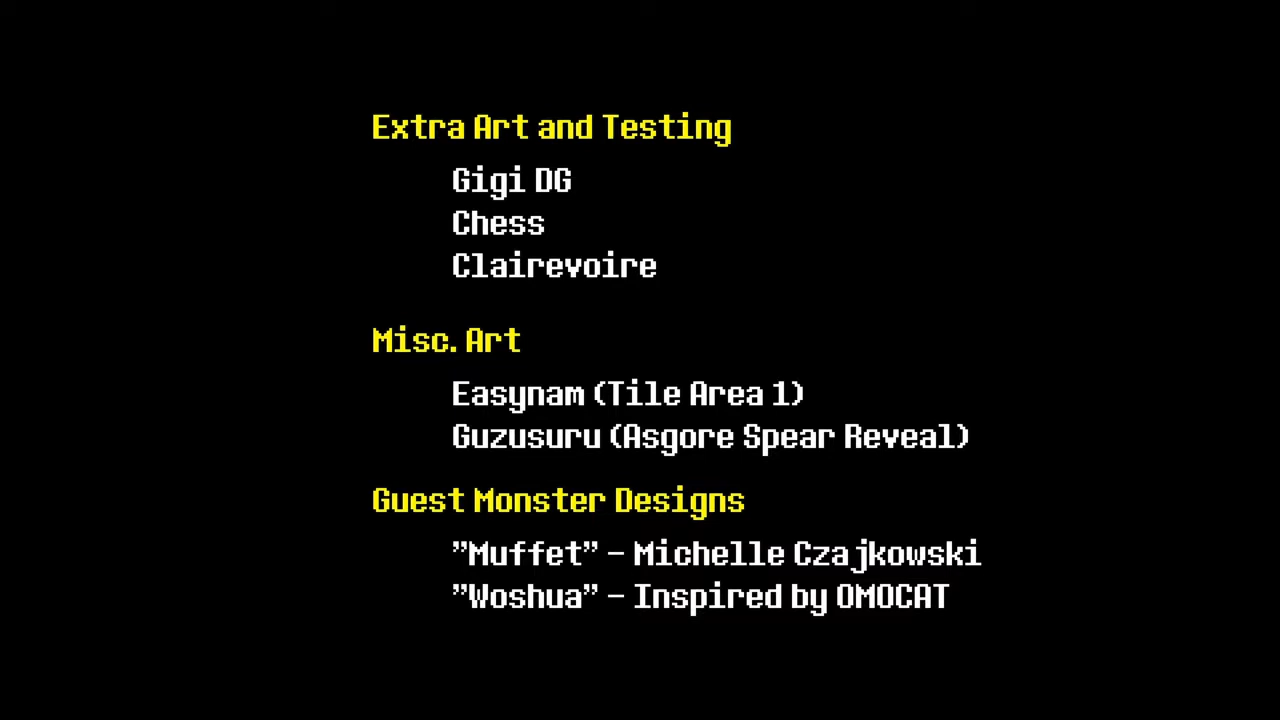 Extra Art and Testing
Gigi DG
Chess
Clairevoire
Misc. Art
Easynam (Tile Area 1)
Guzusuru (Asgore Spear Reveal)
Guest Monster Designs
”Muffet” - Michelle Czajkowski
”Woshua” - Inspired by OMOCAT